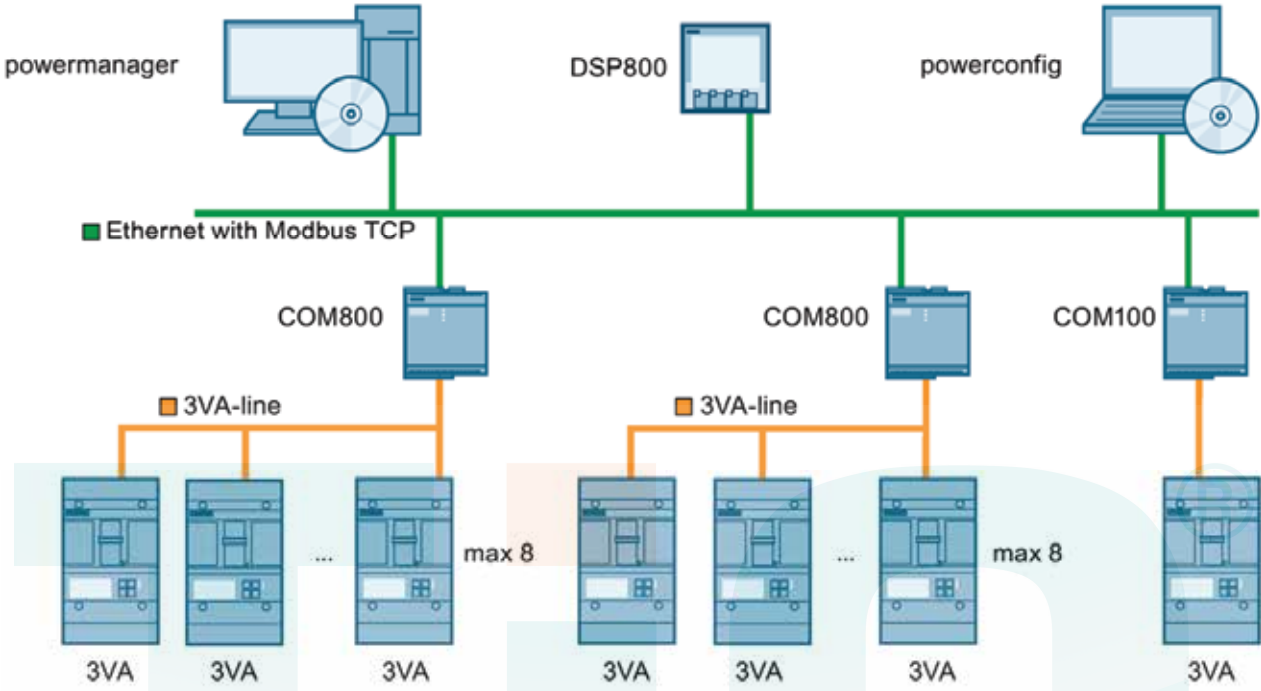 powermanager
DSP800
powerconfig
Ethernet with Modbus TCP
COM800
COM800
COM100
3VA-line
3VA-line
...
max 8
...
max 8
3VA
3VA
3VA
3VA
3VA
3VA
3VA
®